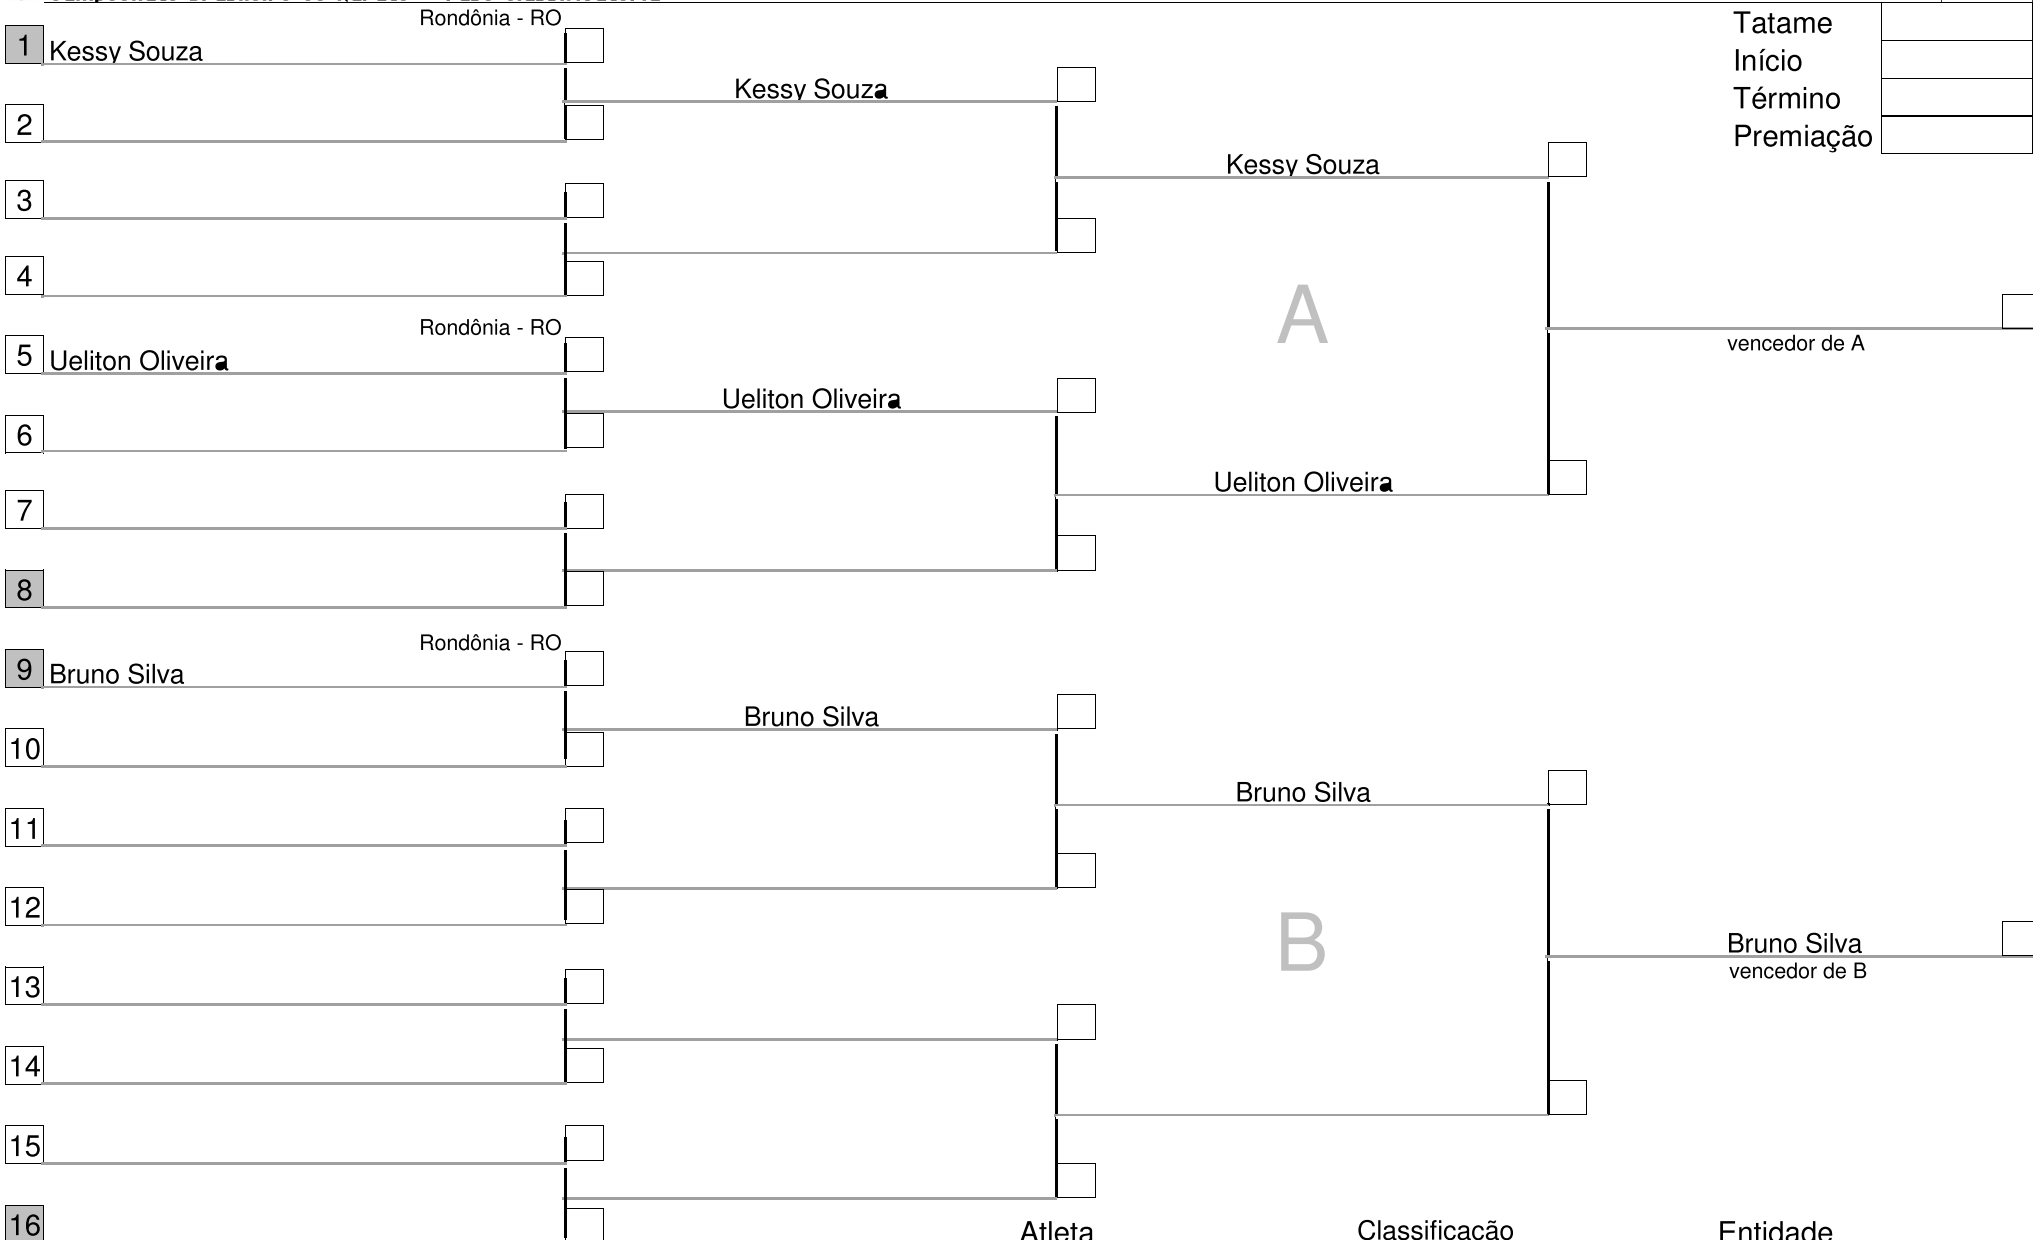 Rondônia - RO
Tatame
1 Kessy Souza
Início
Kessy Souza
Término
2
Premiação
Kessy Souza
3
4
A
Rondônia - RO
vencedor de A
5 Ueliton Oliveira
Ueliton Oliveira
6
Ueliton Oliveira
7
8
Rondônia - RO
9 Bruno Silva
Bruno Silva
10
Bruno Silva
11
12
B
Bruno Silva
vencedor de B
13
14
15
16
Atleta Classificação Entidade